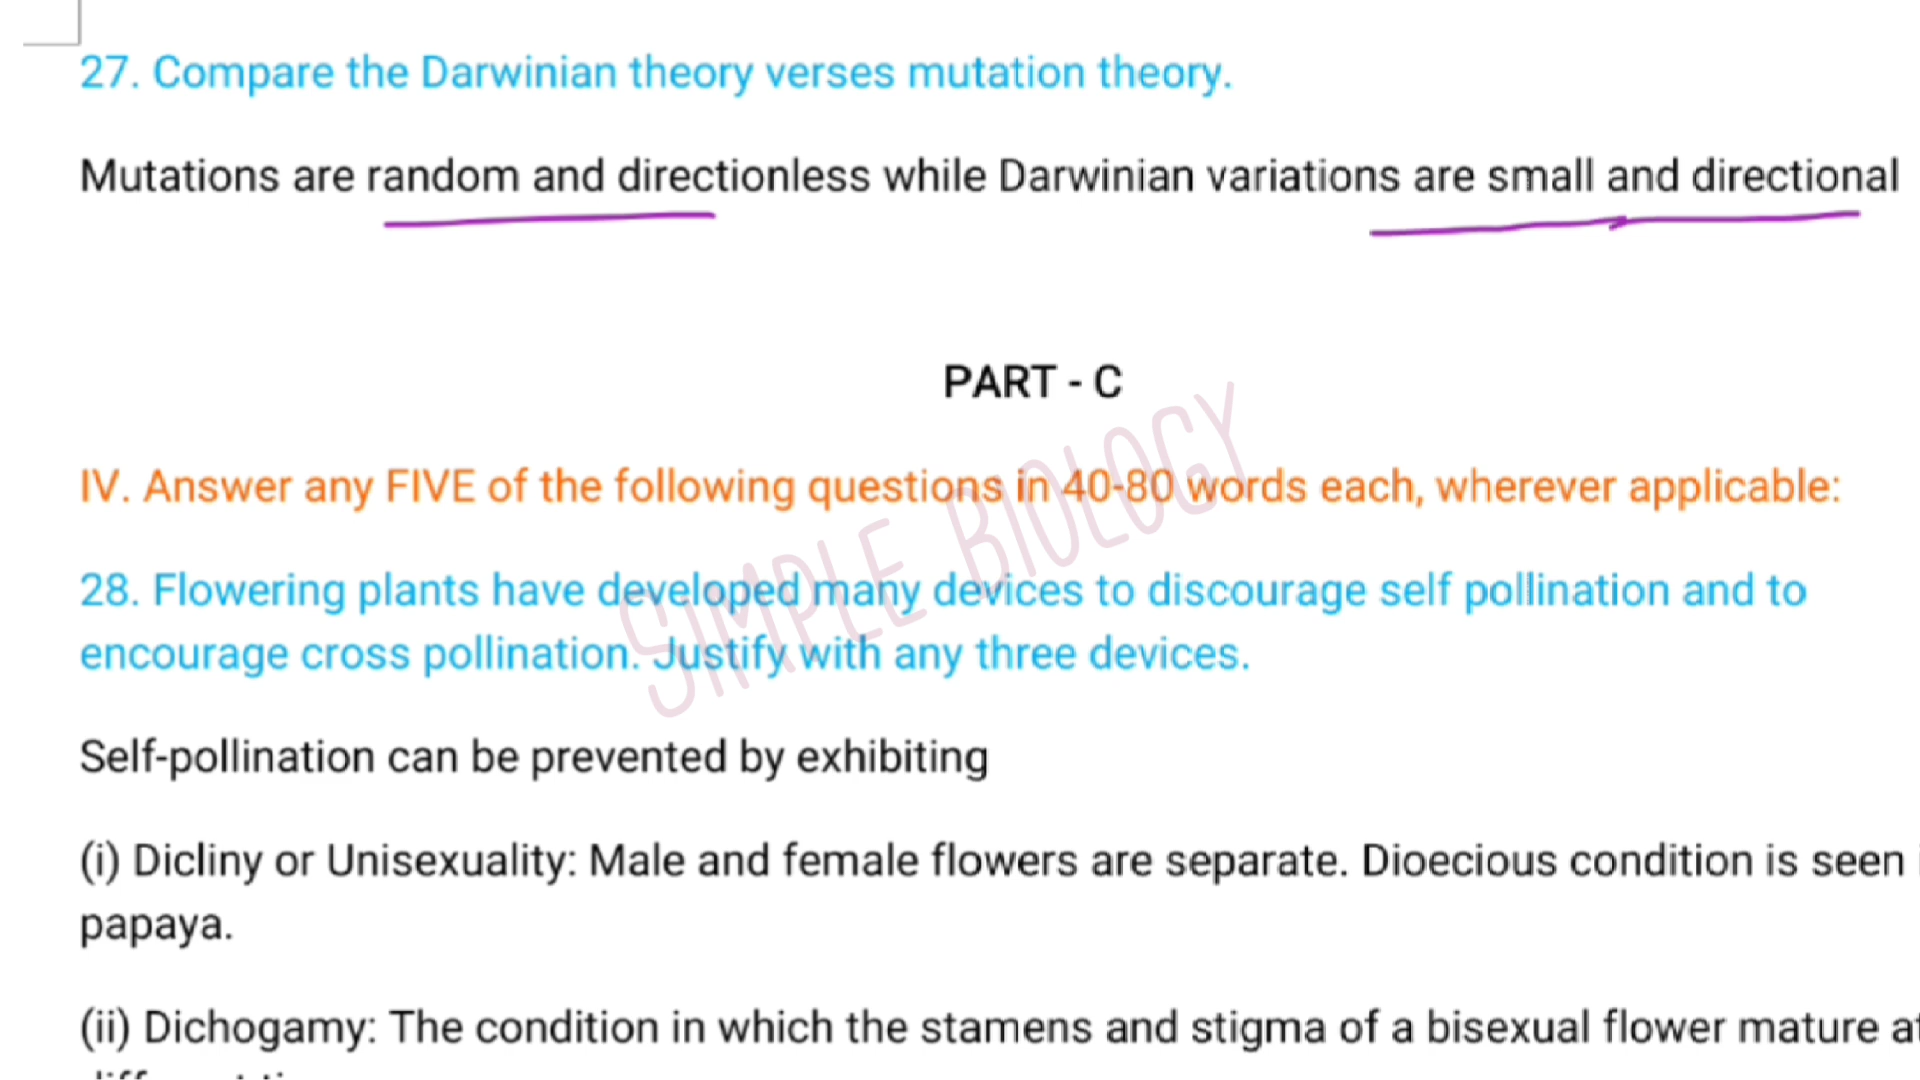 27. Compare the Darwinian theory verses mutation theory.
Mutations are random and directionless while Darwinian variations are small and directional
PART - C
IV. Answer any FIVE of the following questions in 40-80 words each, wherever applicable:
28. Flowering plants have developed many devices to discourage self pollination and to
encourage cross pollination. Justify with any three devices.
SIMPLE BIOLOGY
Self-pollination can be prevented by exhibiting
(i) Dicliny or Unisexuality: Male and female flowers are separate. Dioecious condition is seen
papaya.
(ii) Dichogamy: The condition in which the stamens and stigma of a bisexual flower mature